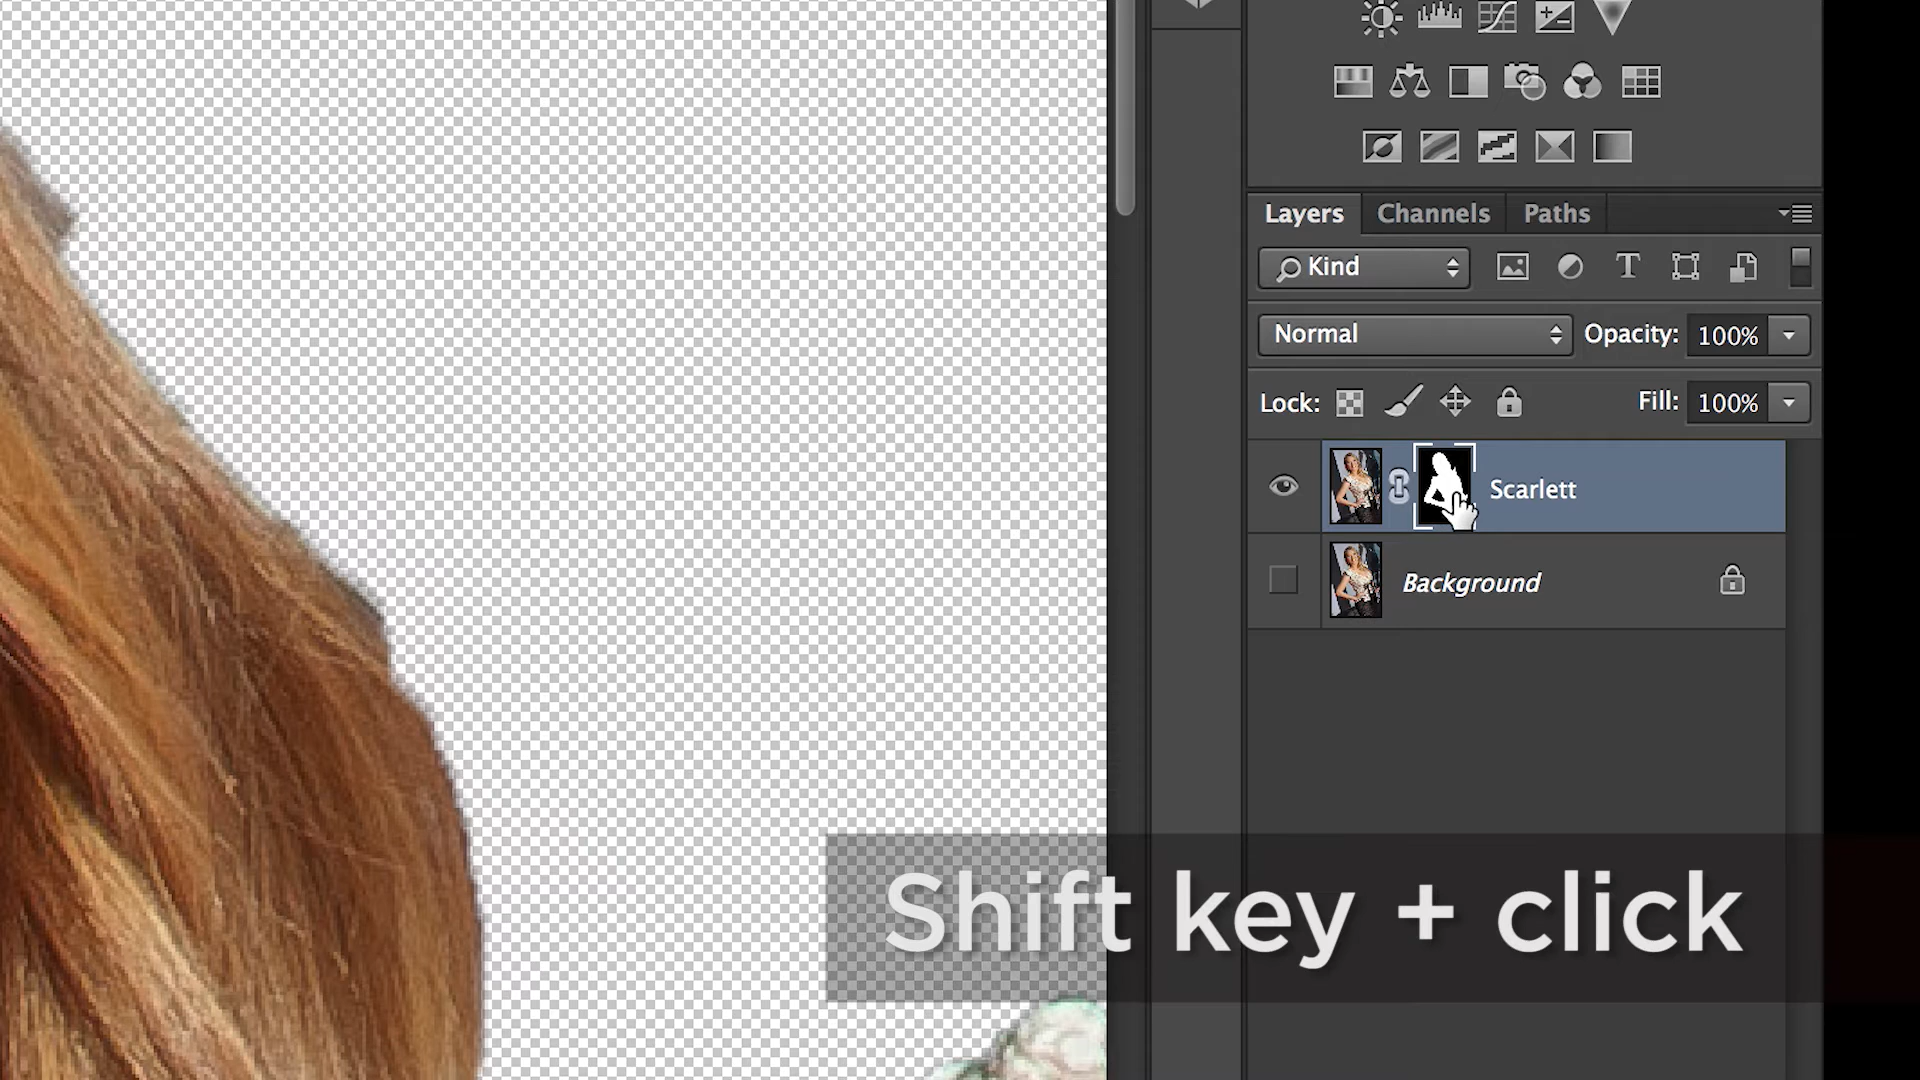 Layers Channels Paths
Kind T
Normal Opacity: 100%
Lock: Fill: 100%
Scarlett
Background
Shift key + click